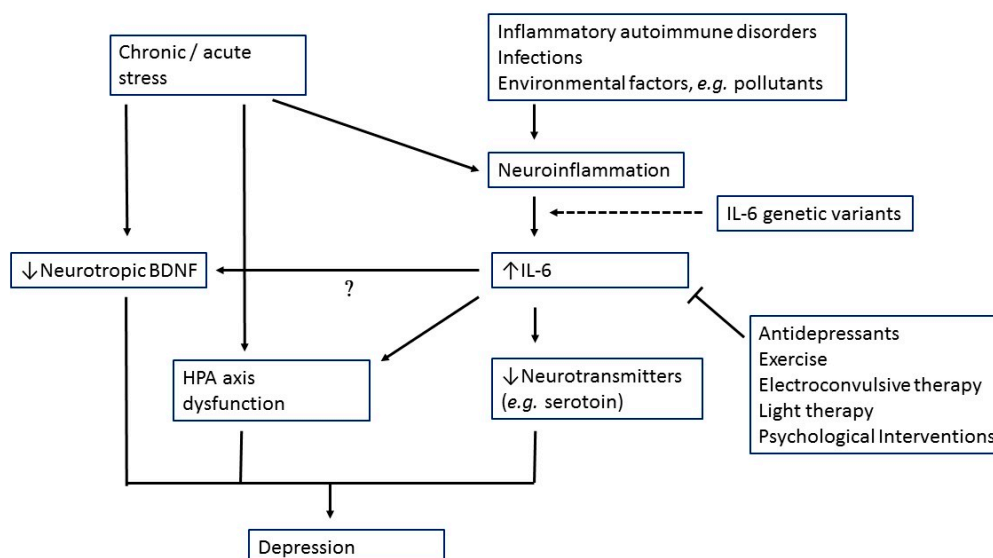 Chronic / acute
stress
Inflammatory autoimmune disorders
Infections
Environmental factors, e.g. pollutants
Neuroinflammation
IL-6 genetic variants
↓Neurotropic BDNF
?
↑IL-6
Antidepressants
Exercise
Electroconvulsive therapy
Light therapy
Psychological Interventions
HPA axis
dysfunction
↓Neurotransmitters
(e.g. serotoin)
Depression